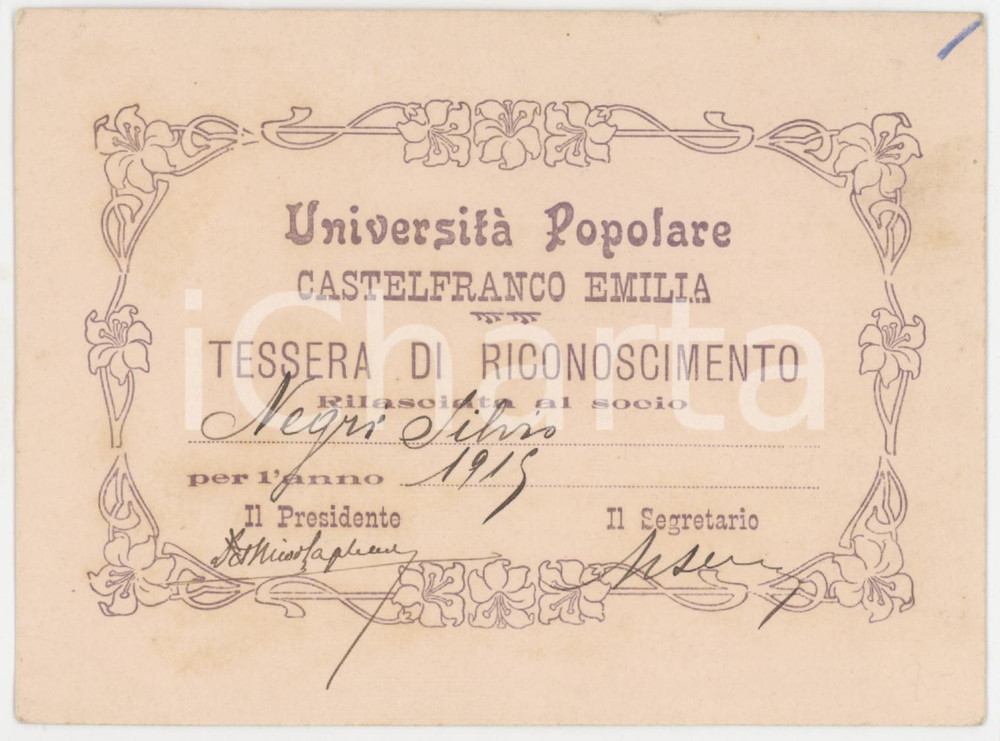 Università Popolare
CASTELFRANCO EMILIA
TESSERA DI RICONOSCIMENTO
Rilasciata al socio
Negri Silvio
per l'anno 1915
Il Presidente Il Segretario
iCharta